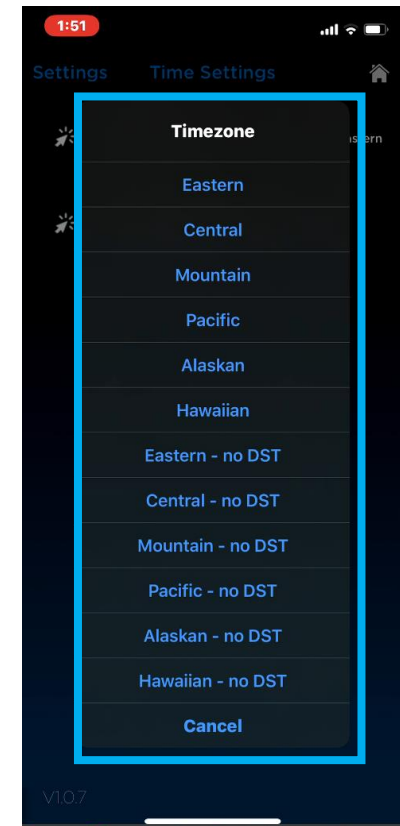 1:51
Settings Time Settings
Timezone
Eastern
Central
Mountain
Pacific
Alaskan
Hawaiian
Eastern - no DST
Central - no DST
Mountain - no DST
Pacific - no DST
Alaskan - no DST
Hawaiian - no DST
Cancel
V1.0.7